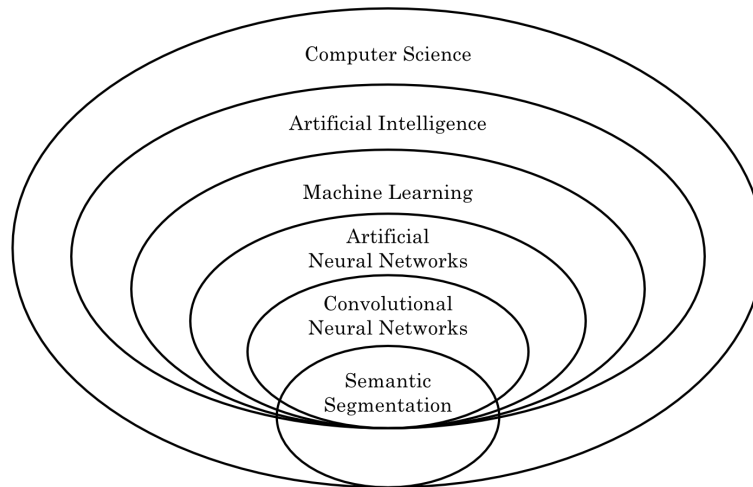 Computer Science
Artificial Intelligence
Machine Learning
Artificial
Neural Networks
Convolutional
Neural Networks
Semantic
Segmentation